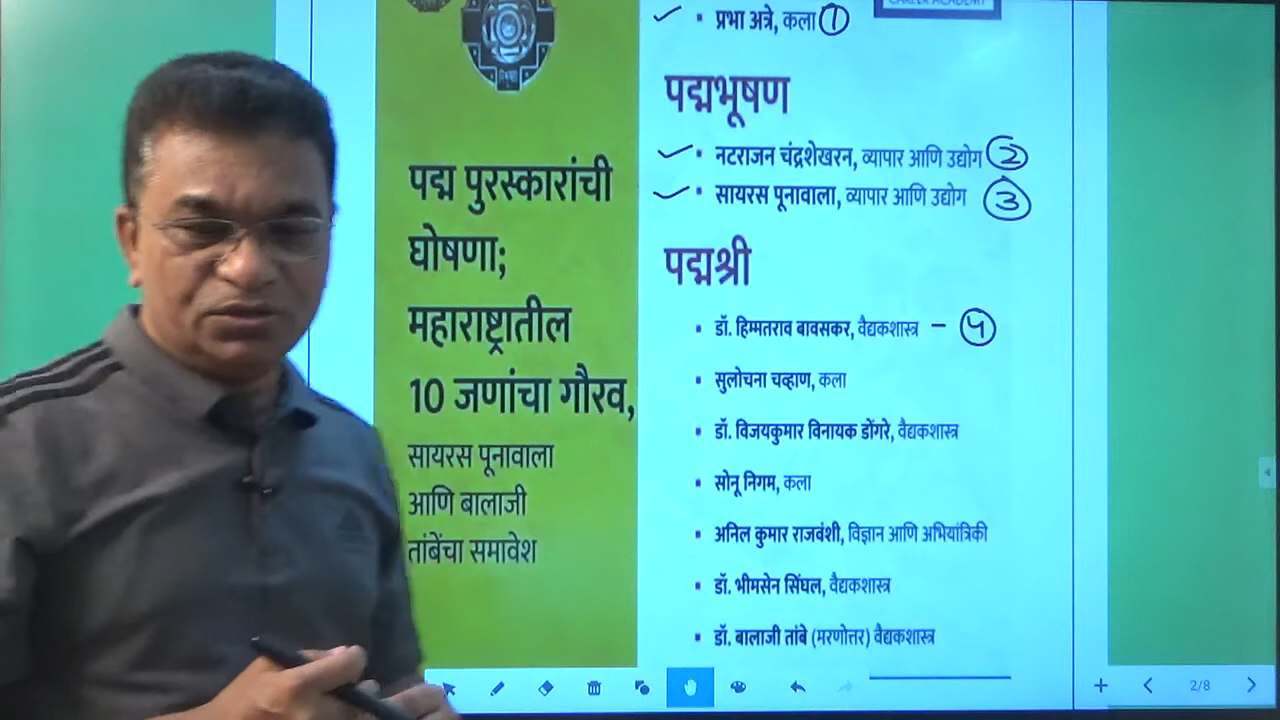 CAREER ACADEMY
प्रभा अत्रे, कला 1
पद्मभूषण
नटराजन चंद्रशेखरन, व्यापार आणि उद्योग 2
सायरस पूनावाला, व्यापार आणि उद्योग 3
पद्मश्री
डॉ. हिम्मतराव बावसकर, वैद्यकशास्त्र – 4
सुलोचना चव्हाण, कला
डॉ. विजयकुमार विनायक डोंगरे, वैद्यकशास्त्र
सोनू निगम, कला
अनिल कुमार राजवंशी, विज्ञान आणि अभियांत्रिकी
डॉ. भीमसेन सिंघल, वैद्यकशास्त्र
डॉ. बालाजी तांबे (मरणोत्तर) वैद्यकशास्त्र
पद्म पुरस्कारांची
घोषणा;
महाराष्ट्रातील
10 जणांचा गौरव,
सायरस पूनावाला
आणि बालाजी
तांबेंचा समावेश
2/8